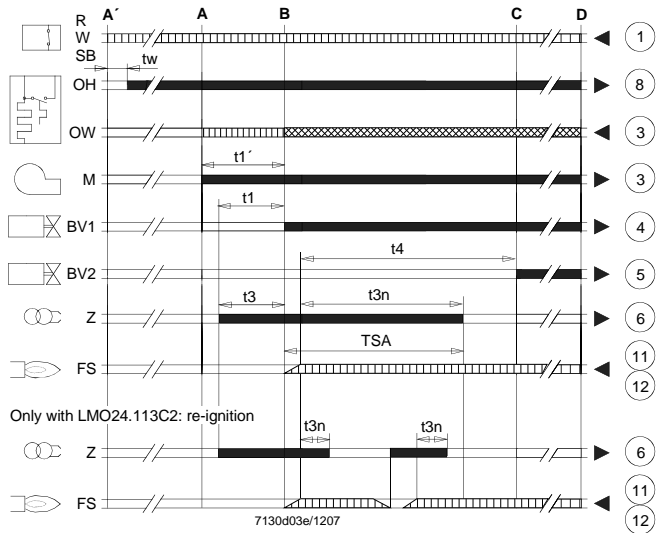 A´ A B C D
R
W 1
SB tw
OH 8
OW 3
t1´
M 3
t1
BV1 4
t4
BV2 5
t3 t3n
Z 6
TSA
FS 11
12
Only with LMO24.113C2: re-ignition
t3n t3n
Z 6
FS 11
12
7130d03e/1207